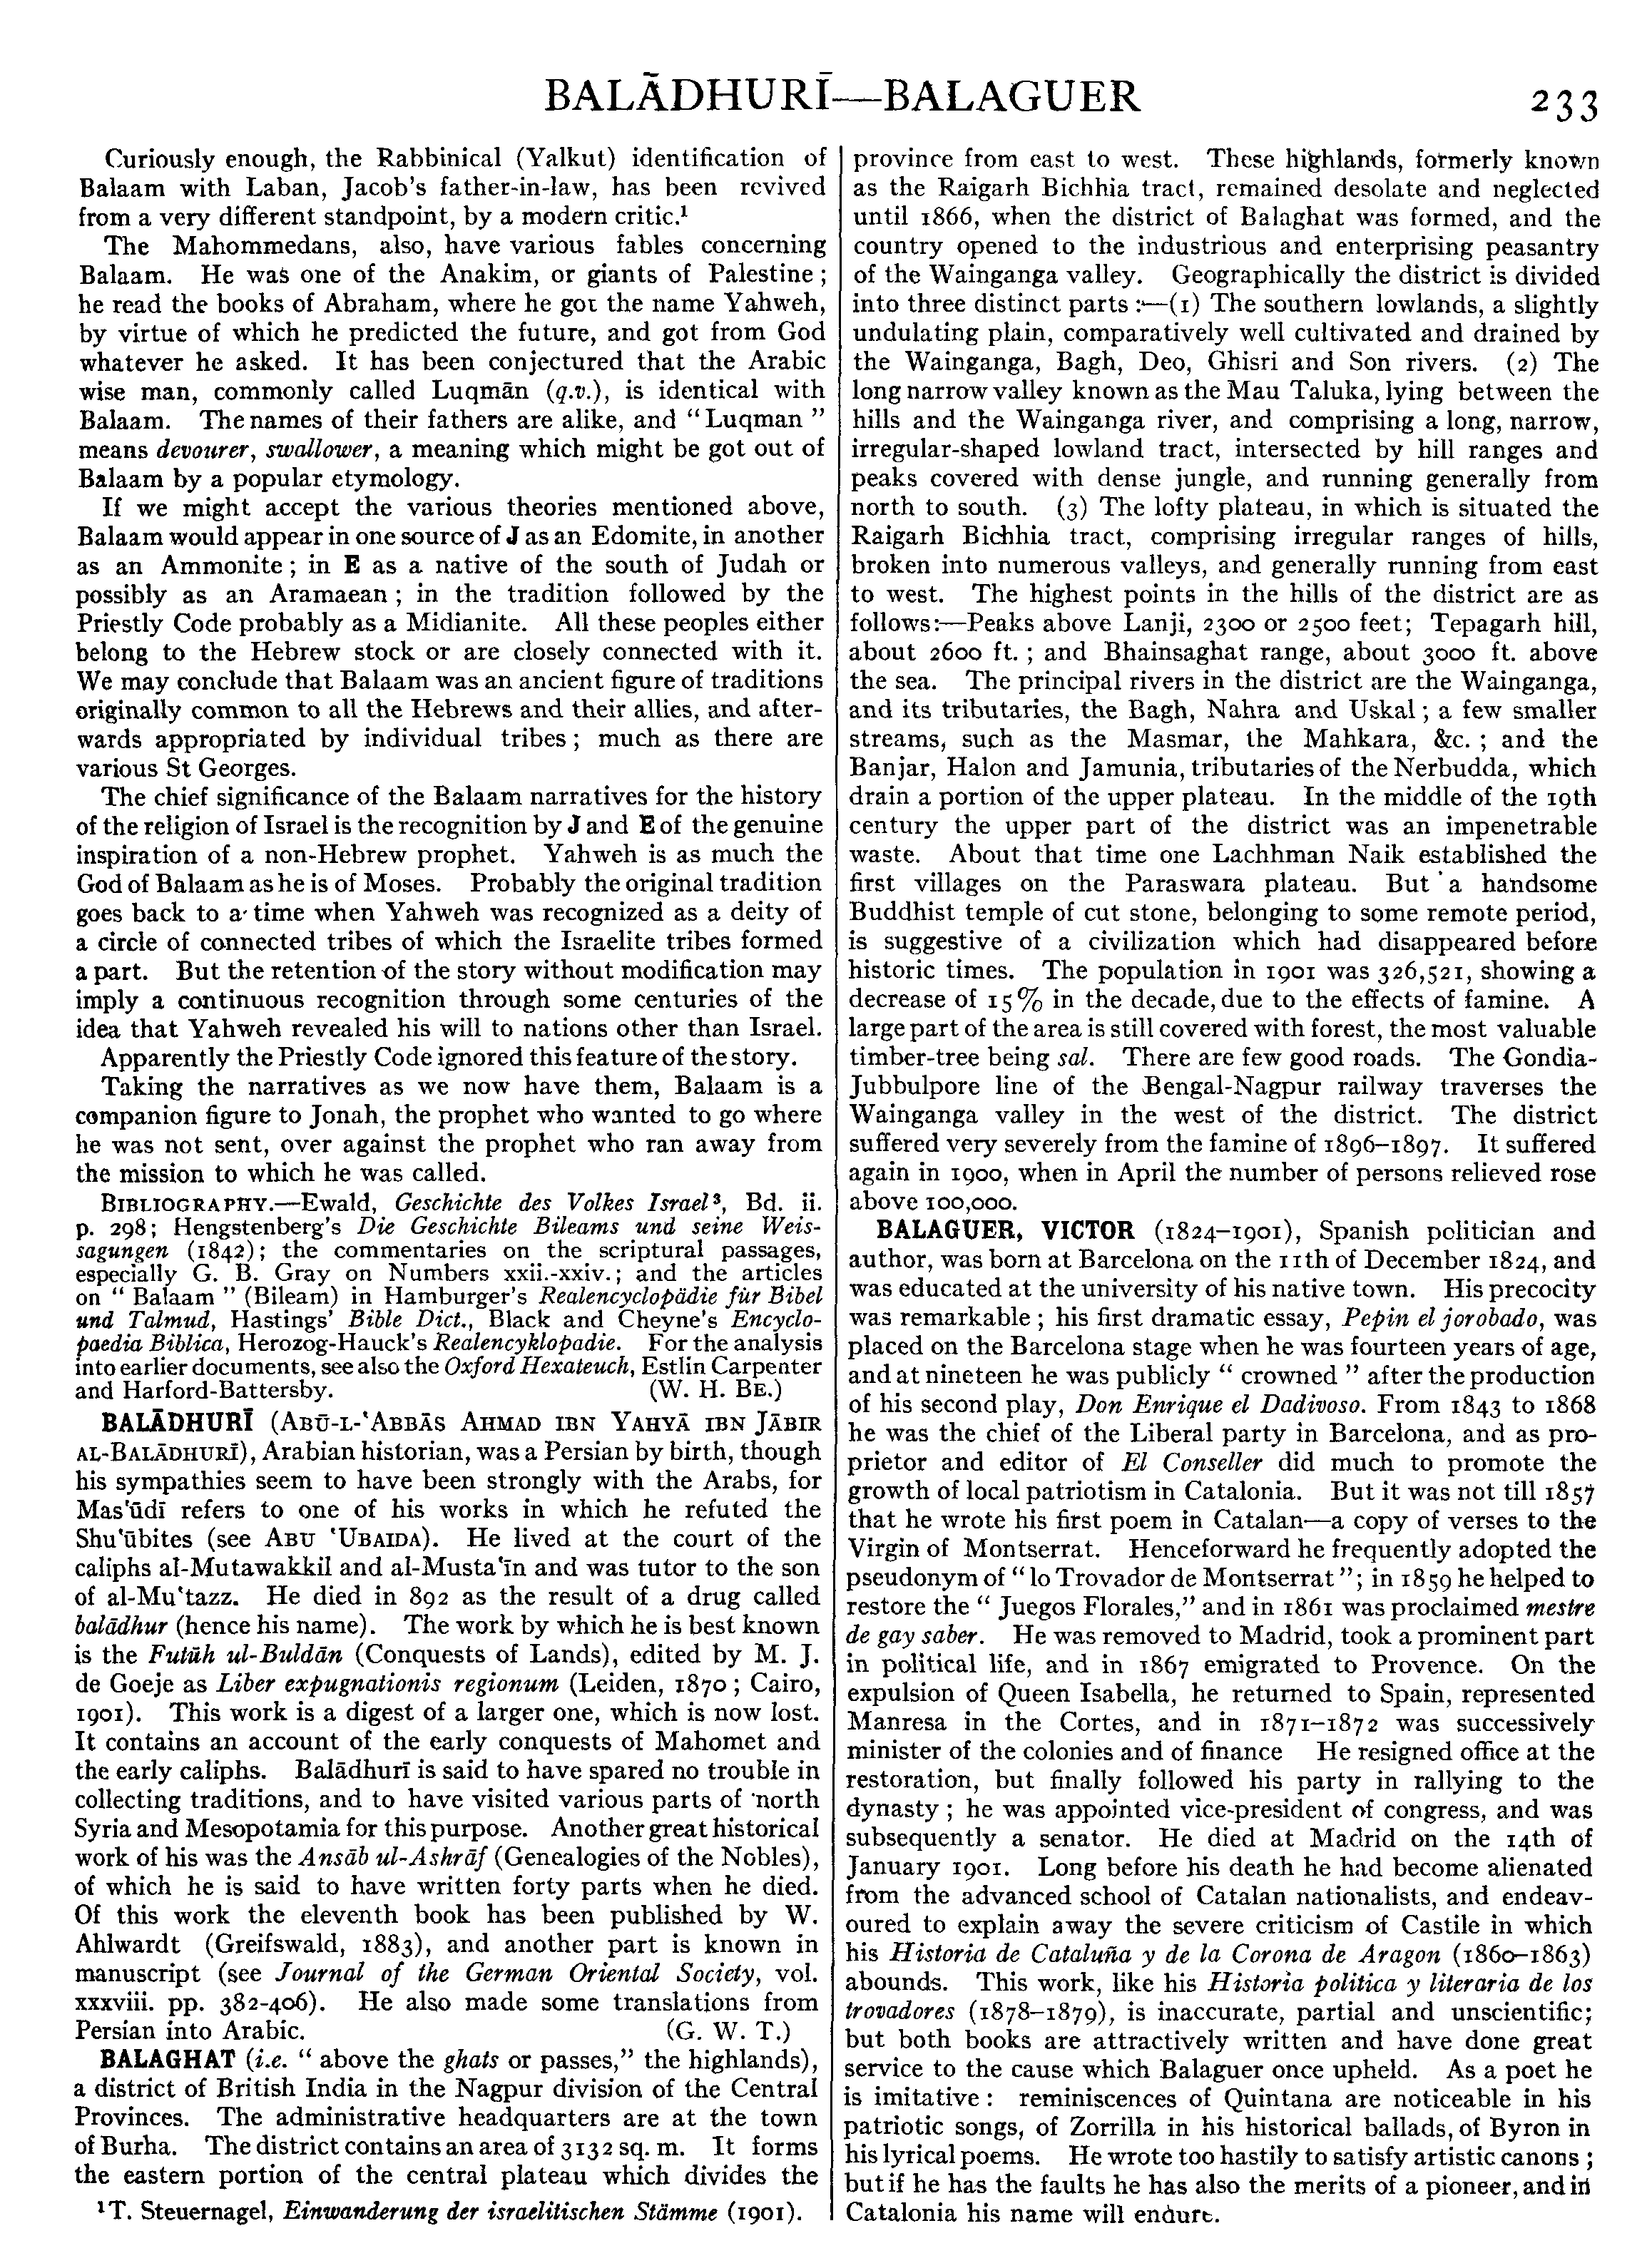 BALĀDHURĪ—BALAGUER
233
Curiously enough, the Rabbinical (Yalkut) identification of
Balaam with Laban, Jacob's father-in-law, has been revived
from a very different standpoint, by a modern critic.¹
The Mahommedans, also, have various fables concerning
Balaam. He was one of the Anakim, or giants of Palestine;
he read the books of Abraham, where he got the name Yahweh,
by virtue of which he predicted the future, and got from God
whatever he asked. It has been conjectured that the Arabic
wise man, commonly called Luqmān (q.v.), is identical with
Balaam. The names of their fathers are alike, and "Luqman"
means devourer, swallower, a meaning which might be got out of
Balaam by a popular etymology.
If we might accept the various theories mentioned above,
Balaam would appear in one source of J as an Edomite, in another
as an Ammonite; in E as a native of the south of Judah or
possibly as an Aramaean; in the tradition followed by the
Priestly Code probably as a Midianite. All these peoples either
belong to the Hebrew stock or are closely connected with it.
We may conclude that Balaam was an ancient figure of traditions
originally common to all the Hebrews and their allies, and after-
wards appropriated by individual tribes; much as there are
various St Georges.
The chief significance of the Balaam narratives for the history
of the religion of Israel is the recognition by J and E of the genuine
inspiration of a non-Hebrew prophet. Yahweh is as much the
God of Balaam as he is of Moses. Probably the original tradition
goes back to a time when Yahweh was recognized as a deity of
a circle of connected tribes of which the Israelite tribes formed
a part. But the retention of the story without modification may
imply a continuous recognition through some centuries of the
idea that Yahweh revealed his will to nations other than Israel.
Apparently the Priestly Code ignored this feature of the story.
Taking the narratives as we now have them, Balaam is a
companion figure to Jonah, the prophet who wanted to go where
he was not sent, over against the prophet who ran away from
the mission to which he was called.
BIBLIOGRAPHY.—Ewald, Geschichte des Volkes Israel³, Bd. ii.
p. 298; Hengstenberg's Die Geschichte Bileams und seine Weis-
sagungen (1842); the commentaries on the scriptural passages,
especially G. B. Gray on Numbers xxii.-xxiv.; and the articles
on "Balaam" (Bileam) in Hamburger's Realencyclopädie für Bibel
und Talmud, Hastings' Bible Dict., Black and Cheyne's Encyclo-
paedia Biblica, Herozog-Hauck's Realencyklopadie. For the analysis
into earlier documents, see also the Oxford Hexateuch, Estlin Carpenter
and Harford-Battersby. (W. H. BE.)
BALĀDHURĪ (ABŪ-L-ʽABBĀS AHMAD IBN YAHYĀ IBN JĀBIR
AL-BALĀDHURĪ), Arabian historian, was a Persian by birth, though
his sympathies seem to have been strongly with the Arabs, for
Masʽūdī refers to one of his works in which he refuted the
Shuʽūbites (see ABU ʽUBAIDA). He lived at the court of the
caliphs al-Mutawakkil and al-Mustaʽīn and was tutor to the son
of al-Muʽtazz. He died in 892 as the result of a drug called
balādhur (hence his name). The work by which he is best known
is the Futūh ul-Buldān (Conquests of Lands), edited by M. J.
de Goeje as Liber expugnationis regionum (Leiden, 1870; Cairo,
1901). This work is a digest of a larger one, which is now lost.
It contains an account of the early conquests of Mahomet and
the early caliphs. Balādhurī is said to have spared no trouble in
collecting traditions, and to have visited various parts of north
Syria and Mesopotamia for this purpose. Another great historical
work of his was the Ansāb ul-Ashrāf (Genealogies of the Nobles),
of which he is said to have written forty parts when he died.
Of this work the eleventh book has been published by W.
Ahlwardt (Greifswald, 1883), and another part is known in
manuscript (see Journal of the German Oriental Society, vol.
xxxviii. pp. 382-406). He also made some translations from
Persian into Arabic. (G. W. T.)
BALAGHAT (i.e. "above the ghats or passes," the highlands),
a district of British India in the Nagpur division of the Central
Provinces. The administrative headquarters are at the town
of Burha. The district contains an area of 3132 sq. m. It forms
the eastern portion of the central plateau which divides the
¹T. Steuernagel, Einwanderung der israelitischen Stämme (1901).
province from east to west. These highlands, formerly known
as the Raigarh Bichhia tract, remained desolate and neglected
until 1866, when the district of Balaghat was formed, and the
country opened to the industrious and enterprising peasantry
of the Wainganga valley. Geographically the district is divided
into three distinct parts:—(1) The southern lowlands, a slightly
undulating plain, comparatively well cultivated and drained by
the Wainganga, Bagh, Deo, Ghisri and Son rivers. (2) The
long narrow valley known as the Mau Taluka, lying between the
hills and the Wainganga river, and comprising a long, narrow,
irregular-shaped lowland tract, intersected by hill ranges and
peaks covered with dense jungle, and running generally from
north to south. (3) The lofty plateau, in which is situated the
Raigarh Bichhia tract, comprising irregular ranges of hills,
broken into numerous valleys, and generally running from east
to west. The highest points in the hills of the district are as
follows:—Peaks above Lanji, 2300 or 2500 feet; Tepagarh hill,
about 2600 ft.; and Bhainsaghat range, about 3000 ft. above
the sea. The principal rivers in the district are the Wainganga,
and its tributaries, the Bagh, Nahra and Uskal; a few smaller
streams, such as the Masmar, the Mahkara, &c.; and the
Banjar, Halon and Jamunia, tributaries of the Nerbudda, which
drain a portion of the upper plateau. In the middle of the 19th
century the upper part of the district was an impenetrable
waste. About that time one Lachhman Naik established the
first villages on the Paraswara plateau. But a handsome
Buddhist temple of cut stone, belonging to some remote period,
is suggestive of a civilization which had disappeared before
historic times. The population in 1901 was 326,521, showing a
decrease of 15% in the decade, due to the effects of famine. A
large part of the area is still covered with forest, the most valuable
timber-tree being sal. There are few good roads. The Gondia-
Jubbulpore line of the Bengal-Nagpur railway traverses the
Wainganga valley in the west of the district. The district
suffered very severely from the famine of 1896–1897. It suffered
again in 1900, when in April the number of persons relieved rose
above 100,000.
BALAGUER, VICTOR (1824–1901), Spanish politician and
author, was born at Barcelona on the 11th of December 1824, and
was educated at the university of his native town. His precocity
was remarkable; his first dramatic essay, Pepin el jorobado, was
placed on the Barcelona stage when he was fourteen years of age,
and at nineteen he was publicly "crowned" after the production
of his second play, Don Enrique el Dadivoso. From 1843 to 1868
he was the chief of the Liberal party in Barcelona, and as pro-
prietor and editor of El Conseller did much to promote the
growth of local patriotism in Catalonia. But it was not till 1857
that he wrote his first poem in Catalan—a copy of verses to the
Virgin of Montserrat. Henceforward he frequently adopted the
pseudonym of "lo Trovador de Montserrat"; in 1859 he helped to
restore the "Juegos Florales," and in 1861 was proclaimed mestre
de gay saber. He was removed to Madrid, took a prominent part
in political life, and in 1867 emigrated to Provence. On the
expulsion of Queen Isabella, he returned to Spain, represented
Manresa in the Cortes, and in 1871–1872 was successively
minister of the colonies and of finance He resigned office at the
restoration, but finally followed his party in rallying to the
dynasty; he was appointed vice-president of congress, and was
subsequently a senator. He died at Madrid on the 14th of
January 1901. Long before his death he had become alienated
from the advanced school of Catalan nationalists, and endeav-
oured to explain away the severe criticism of Castile in which
his Historia de Cataluña y de la Corona de Aragon (1860–1863)
abounds. This work, like his Historia politica y literaria de los
trovadores (1878–1879), is inaccurate, partial and unscientific;
but both books are attractively written and have done great
service to the cause which Balaguer once upheld. As a poet he
is imitative: reminiscences of Quintana are noticeable in his
patriotic songs, of Zorrilla in his historical ballads, of Byron in
his lyrical poems. He wrote too hastily to satisfy artistic canons;
but if he has the faults he has also the merits of a pioneer, and in
Catalonia his name will endure.